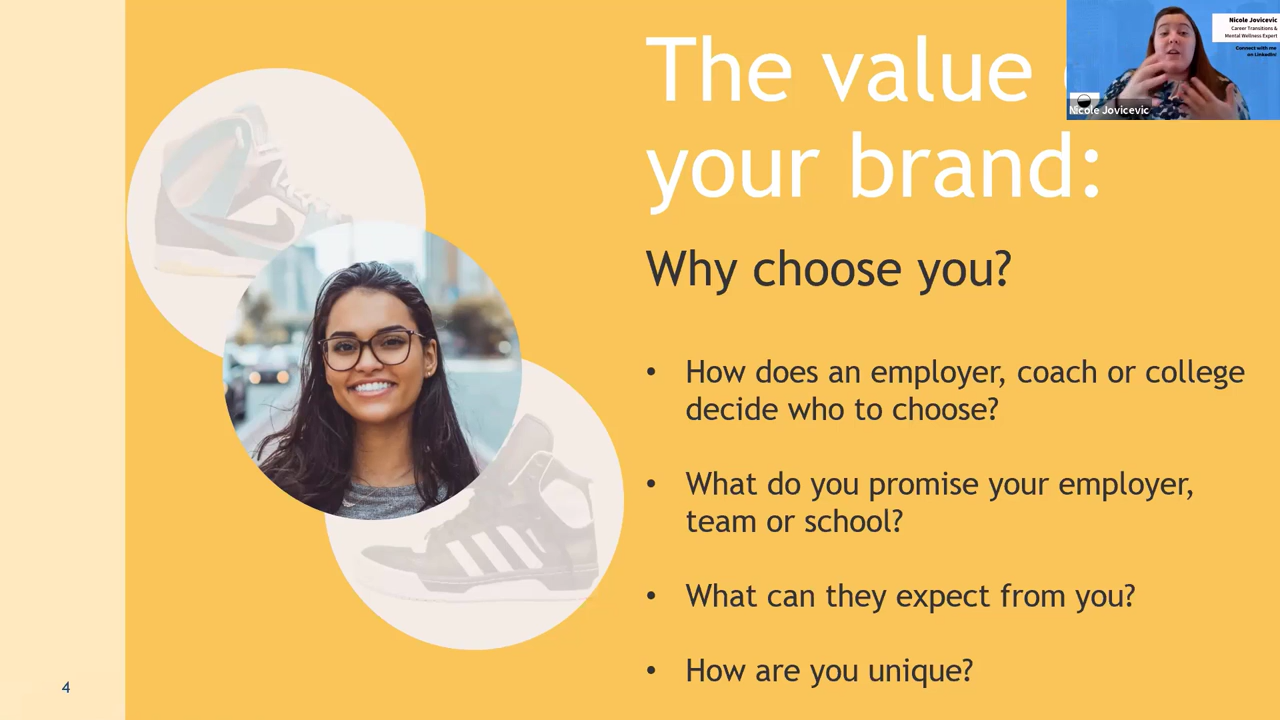 The value
your brand:
Why choose you?
• How does an employer, coach or college
decide who to choose?
• What do you promise your employer,
team or school?
• What can they expect from you?
• How are you unique?
4
Nicole Jovicevic
Career Transitions &
Mental Wellness Expert
Connect with me
on LinkedIn!
Nicole Jovicevic